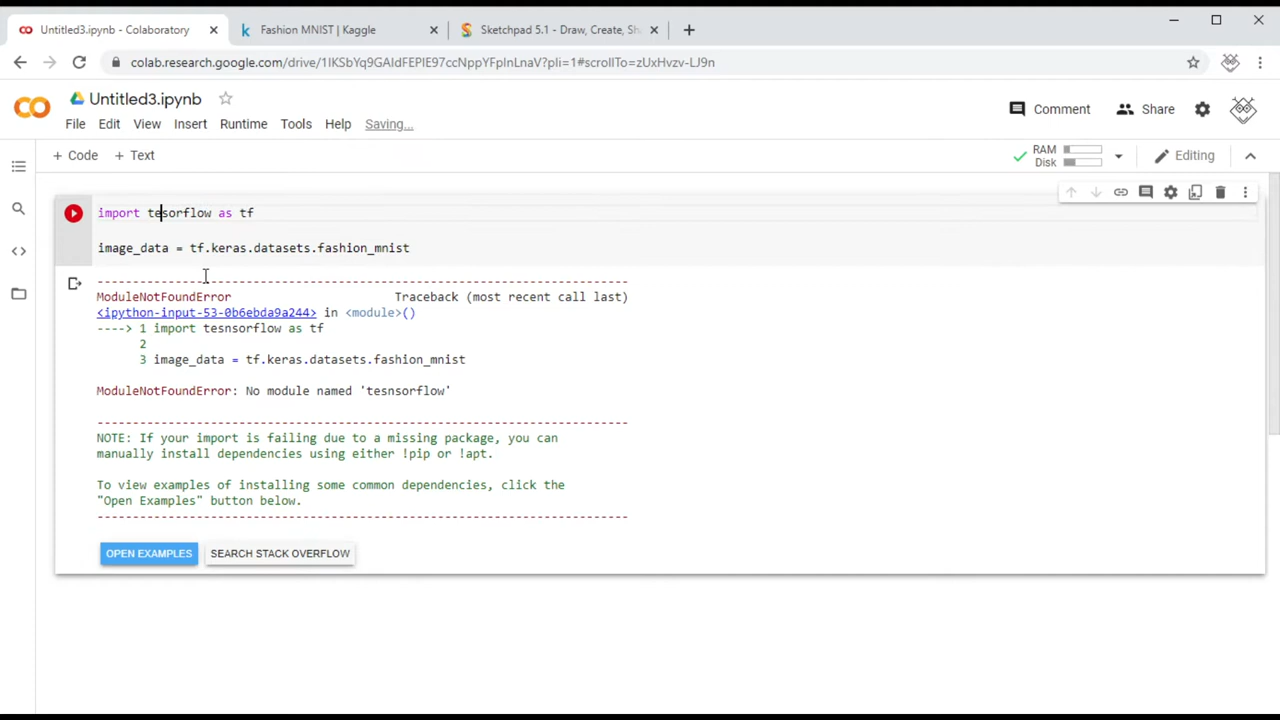 Untitled3.ipynb - Colaboratory
Fashion MNIST | Kaggle
Sketchpad 5.1 - Draw, Create, Sh
colab.research.google.com/drive/1IKSbYq9GAIdFEPIE97ccNppYFpInLnaV?pli=1#scrollTo=zUxHvzv-LJ9n
Untitled3.ipynb
Comment
Share
File Edit View Insert Runtime Tools Help Saving...
+ Code + Text
RAM
Disk
Editing
import tesorflow as tf
image_data = tf.keras.datasets.fashion_mnist
---------------------------------------------------------------------------
ModuleNotFoundError Traceback (most recent call last)
<ipython-input-53-0b6ebda9a244> in <module>()
----> 1 import tesnsorflow as tf
2
3 image_data = tf.keras.datasets.fashion_mnist
ModuleNotFoundError: No module named 'tesnsorflow'
---------------------------------------------------------------------------
NOTE: If your import is failing due to a missing package, you can
manually install dependencies using either !pip or !apt.
To view examples of installing some common dependencies, click the
"Open Examples" button below.
---------------------------------------------------------------------------
OPEN EXAMPLES SEARCH STACK OVERFLOW